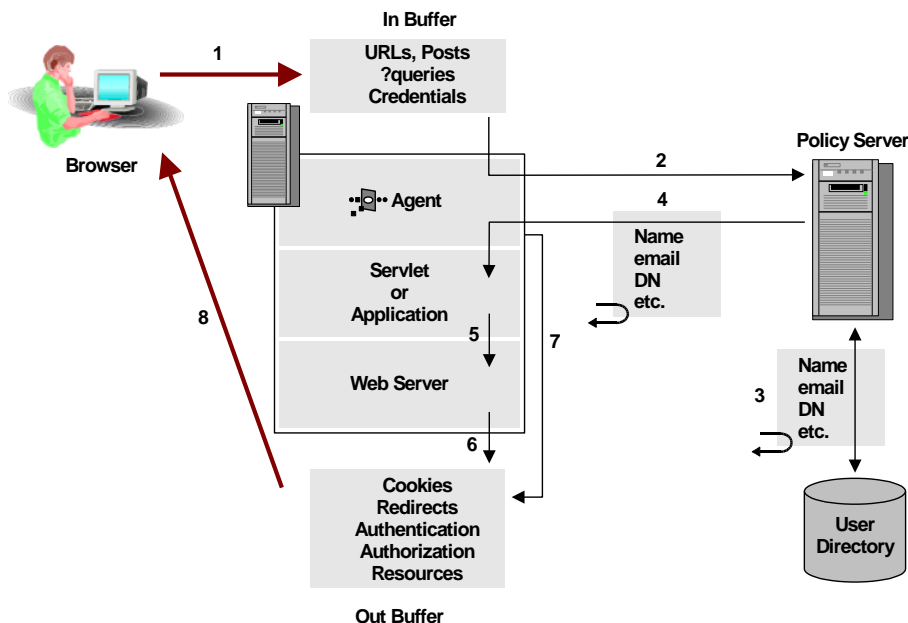 In Buffer
1
URLs, Posts
?queries
Credentials
Browser
Policy Server
2
Agent
4
Name
email
DN
etc.
Servlet
or
Application
8
5
7
Web Server
3
Name
email
DN
etc.
6
Cookies
Redirects
Authentication
Authorization
Resources
User
Directory
Out Buffer